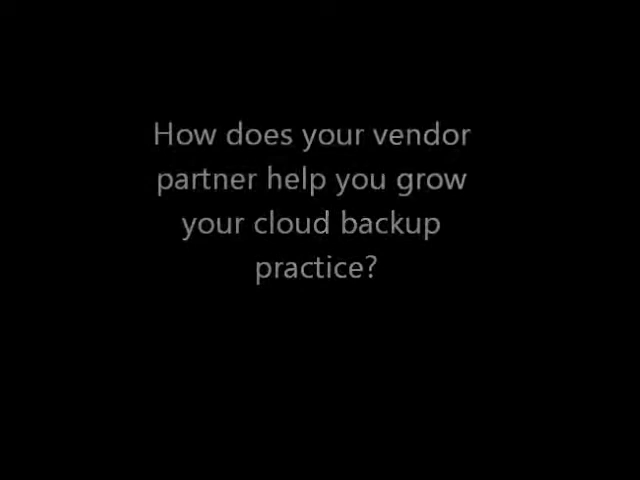 How does your vendor
partner help you grow
your cloud backup
practice?